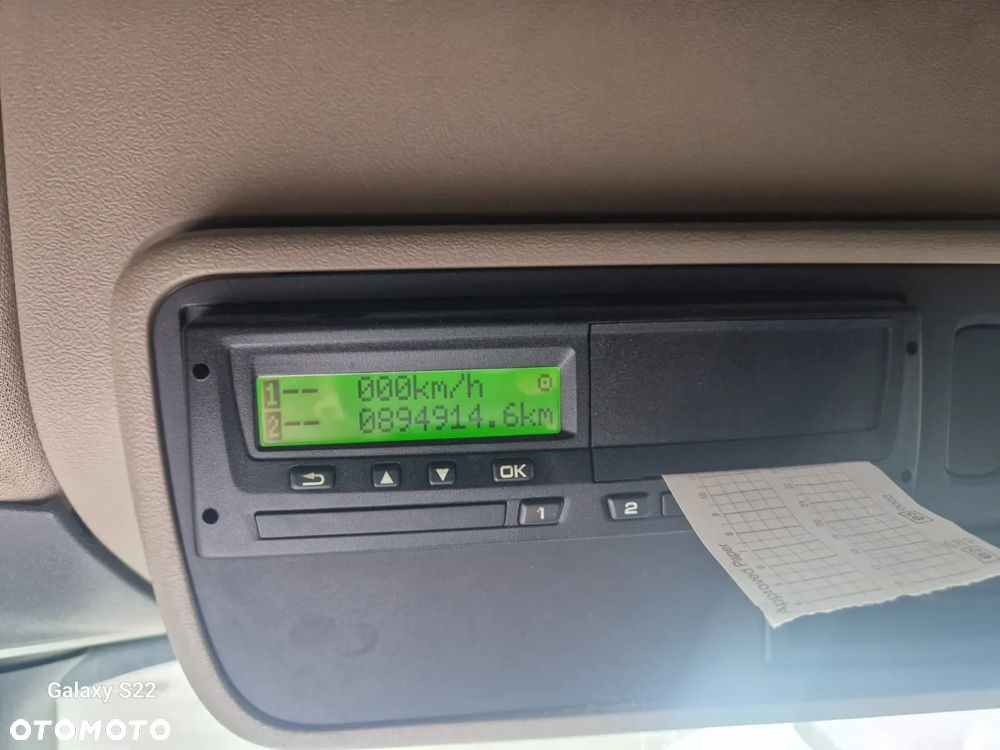 1-- 000km/h
2-- 0894914.6km
▲ ▼ OK
1
2
Approved Paper
Galaxy S22
OTOMOTO